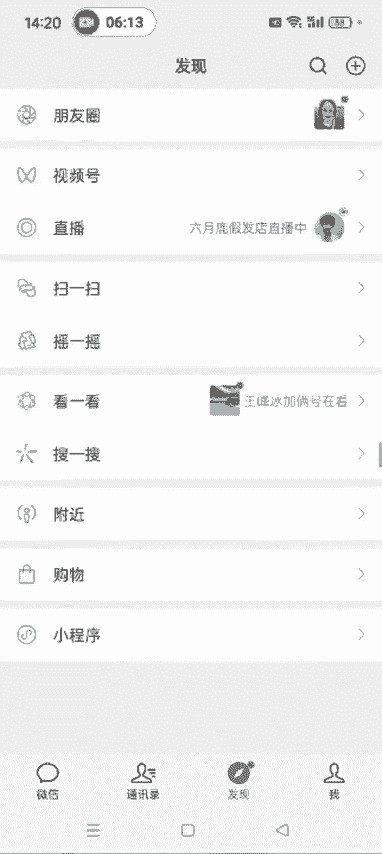 14:20 06:13 38
发现
朋友圈
视频号
直播 六月鹿假发店直播中
扫一扫
摇一摇
看一看 王峰冰加俩号在看
搜一搜
附近
购物
小程序
微信 通讯录 发现 我